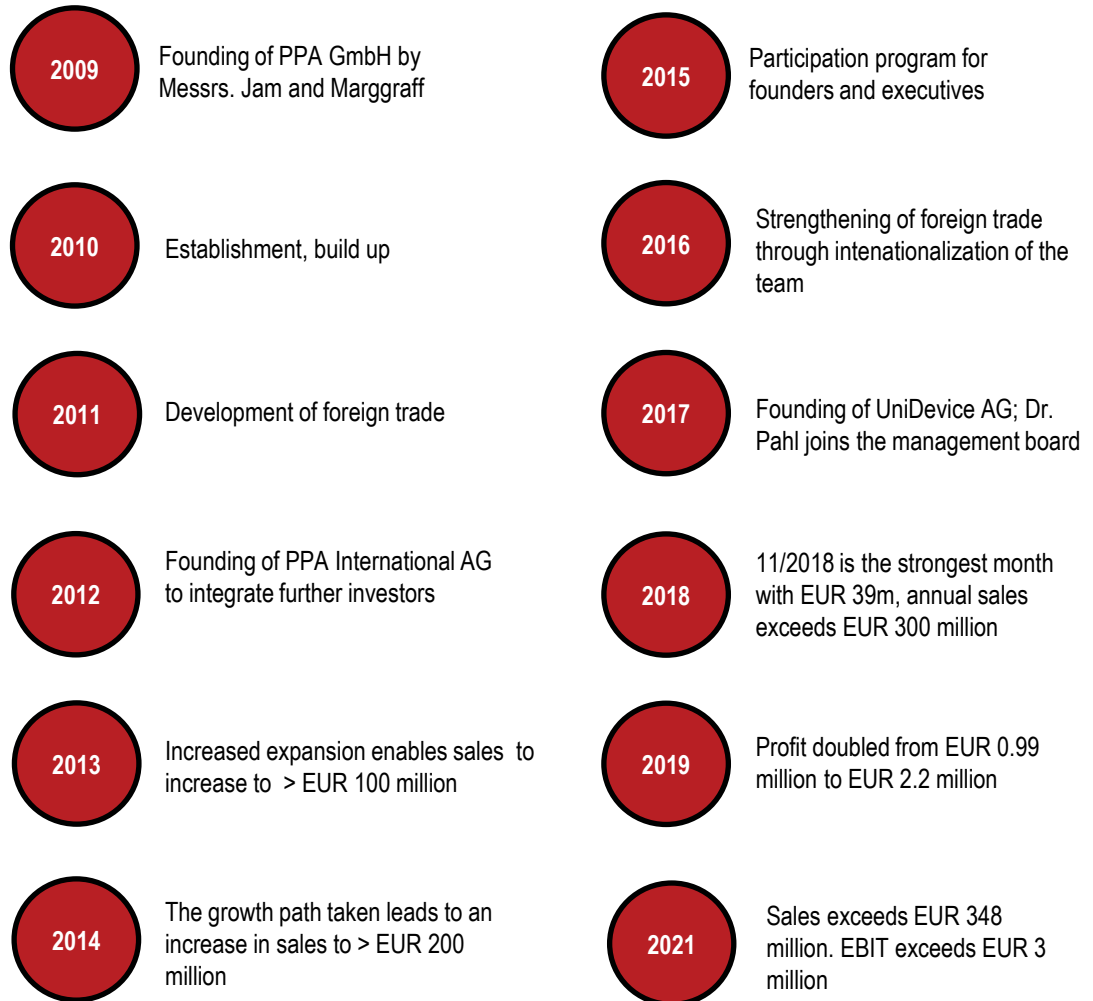 2009
Founding of PPA GmbH by
Messrs. Jam and Marggraff
2010
Establishment, build up
2011
Development of foreign trade
2012
Founding of PPA International AG
to integrate further investors
2013
Increased expansion enables sales  to
increase to  > EUR 100 million
2014
The growth path taken leads to an
increase in sales to > EUR 200
million
2015
Participation program for
founders and executives
2016
Strengthening of foreign trade
through intenationalization of the
team
2017
Founding of UniDevice AG; Dr.
Pahl joins the management board
2018
11/2018 is the strongest month
with EUR 39m, annual sales
exceeds EUR 300 million
2019
Profit doubled from EUR 0.99
million to EUR 2.2 million
2021
Sales exceeds EUR 348
million. EBIT exceeds EUR 3
million